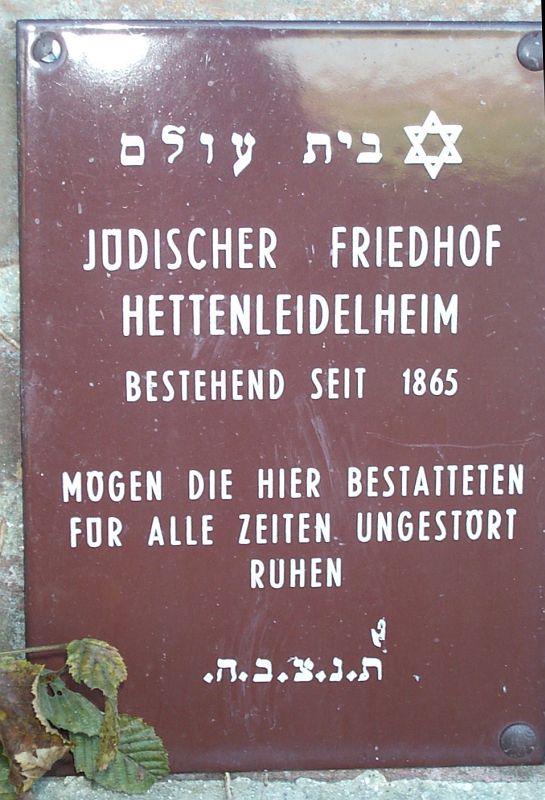 בית עולם
JÜDISCHER FRIEDHOF
HETTENLEIDELHEIM
BESTEHEND SEIT 1865
MÖGEN DIE HIER BESTATTETEN
FÜR ALLE ZEITEN UNGESTÖRT
RUHEN
ת.נ.צ.ב.ה.